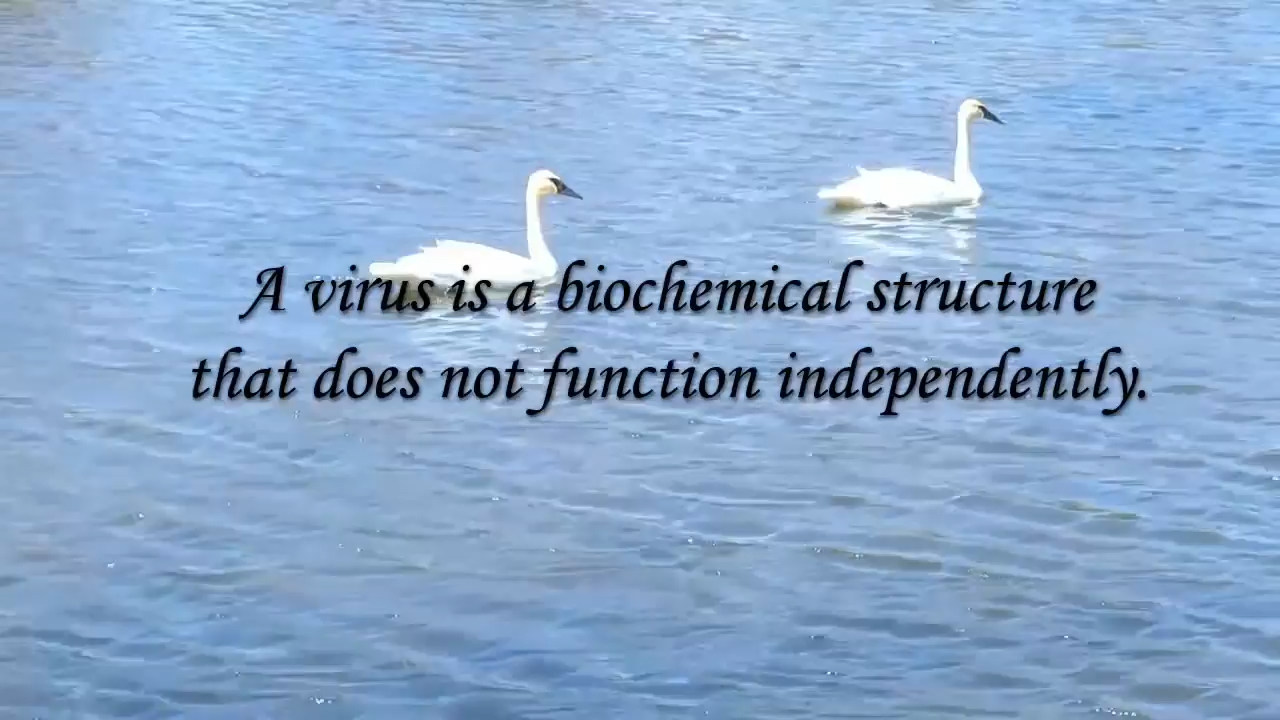 A virus is a biochemical structure
that does not function independently.